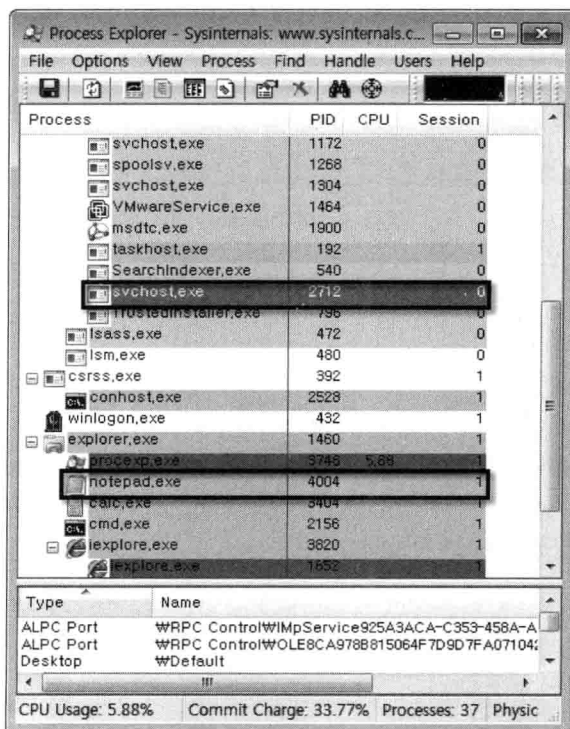 Process Explorer - Sysinternals: www.sysinternals.c...
File Options View Process Find Handle Users Help
Process PID CPU Session
svchost,exe 1172 0
spoolsv,exe 1268 0
svchost,exe 1304 0
VMwareService,exe 1464 0
msdtc,exe 1900 0
taskhost,exe 192 1
SearchIndexer,exe 540 0
svchost,exe 2712 0
TrustedInstaller,exe 796 0
lsass,exe 472 0
lsm,exe 480 0
csrss,exe 392 1
conhost,exe 2528 1
winlogon,exe 432 1
explorer,exe 1460 1
procexp,exe 3748 5,88 1
notepad,exe 4004 1
calc,exe 3404 1
cmd,exe 2156 1
iexplore,exe 3820 1
iexplore,exe 1652 1
Type Name
ALPC Port ₩RPC Control₩IMpService925A3ACA-C353-458A-A
ALPC Port ₩RPC Control₩OLE8CA978B815064F7D9D7FA07104
Desktop ₩Default
CPU Usage: 5.88% Commit Charge: 33.77% Processes: 37 Physic